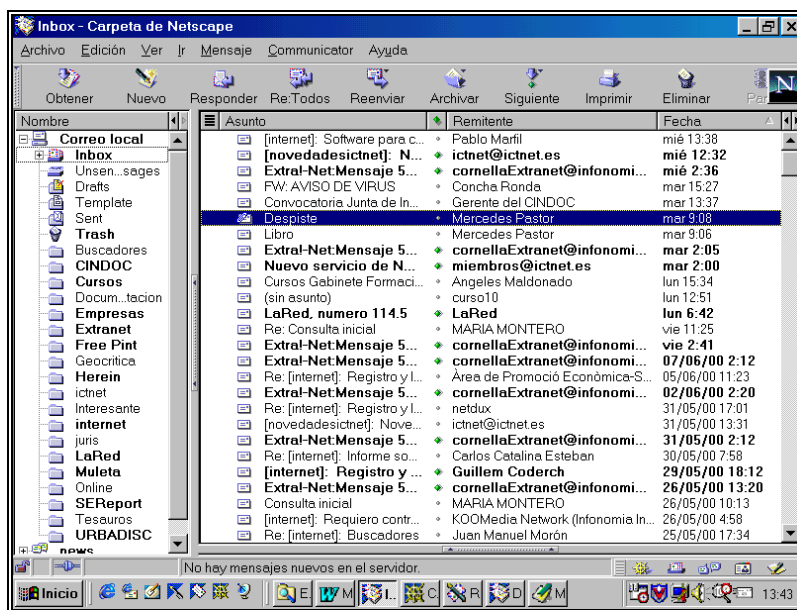 Inbox - Carpeta de Netscape
Archivo Edición Ver Ir Mensaje Communicator Ayuda
Obtener Nuevo Responder Re:Todos Reenviar Archivar Siguiente Imprimir Eliminar Par N
Nombre Asunto Remitente Fecha
Correo local [internet]: Software para c... Pablo Marfil mié 13:38
Inbox [novedadesictnet]: N... ictnet@ictnet.es mié 12:32
Unsen...sages Extra!-Net:Mensaje 5... cornellaExtranet@infonomi... mié 2:36
Drafts FW: AVISO DE VIRUS Concha Ronda mar 15:27
Template Convocatoria Junta de In... Gerente del CINDOC mar 13:37
Sent Despiste Mercedes Pastor mar 9:08
Trash Libro Mercedes Pastor mar 9:06
Buscadores Extra!-Net:Mensaje 5... cornellaExtranet@infonomi... mar 2:05
CINDOC Nuevo servicio de N... miembros@ictnet.es mar 2:00
Cursos Cursos Gabinete Formaci... Angeles Maldonado lun 15:34
Docum...tacion (sin asunto) curso10 lun 12:51
Empresas LaRed, numero 114.5 LaRed lun 6:42
Extranet Re: Consulta inicial MARIA MONTERO vie 11:25
Free Pint Extra!-Net:Mensaje 5... cornellaExtranet@infonomi... vie 2:41
Geocritica Extra!-Net:Mensaje 5... cornellaExtranet@infonomi... 07/06/00 2:12
Herein Re: [internet]: Registro y l... Àrea de Promoció Econòmica-S... 05/06/00 11:23
ictnet Extra!-Net:Mensaje 5... cornellaExtranet@infonomi... 02/06/00 2:20
Interesante Re: [internet]: Registro y l... netdux 31/05/00 17:01
internet [novedadesictnet]: Nove... ictnet@ictnet.es 31/05/00 13:31
juris Extra!-Net:Mensaje 5... cornellaExtranet@infonomi... 31/05/00 2:12
LaRed Re: [internet]: Informe so... Carlos Catalina Esteban 30/05/00 7:58
Muleta [internet]: Registro y ... Guillem Coderch 29/05/00 18:12
Online Extra!-Net:Mensaje 5... cornellaExtranet@infonomi... 26/05/00 13:20
SEReport Consulta inicial MARIA MONTERO 26/05/00 10:13
Tesauros [internet]: Requiero contr... KOOMedia Network (Infonomia In... 26/05/00 4:58
URBADISC Re: [internet]: Buscadores Juan Manuel Morón 25/05/00 17:34
news
No hay mensajes nuevos en el servidor.
Inicio E M I.. C R D M 13:43